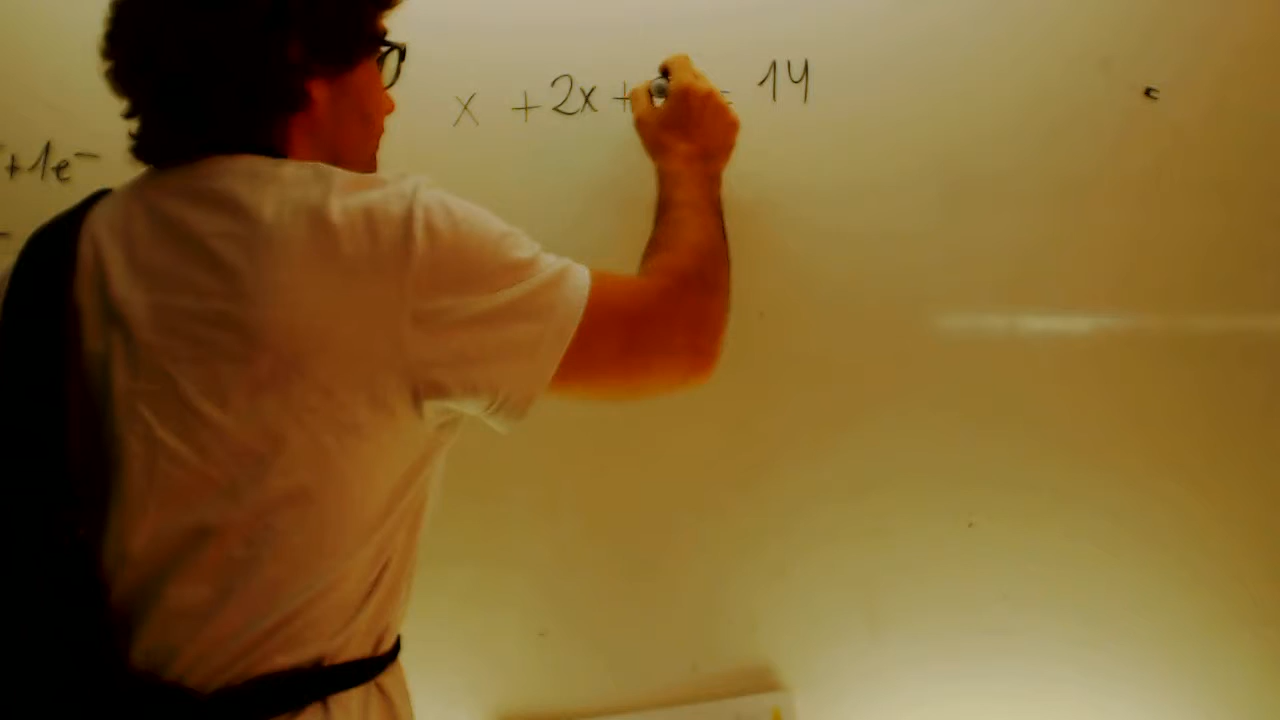 x + 2x + = 14
+1e⁻